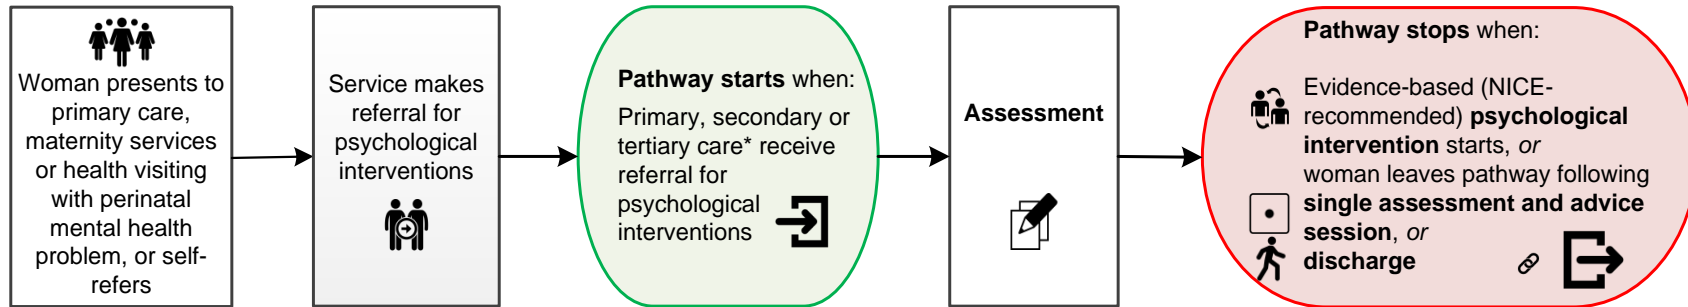 Woman presents to
primary care,
maternity services
or health visiting
with perinatal
mental health
problem, or self-
refers
Service makes
referral for
psychological
interventions
Pathway starts when:
Primary, secondary or
tertiary care* receive
referral for
psychological
interventions
Assessment
Pathway stops when:
Evidence-based (NICE-
recommended) psychological
intervention starts, or
woman leaves pathway following
single assessment and advice
session, or
discharge